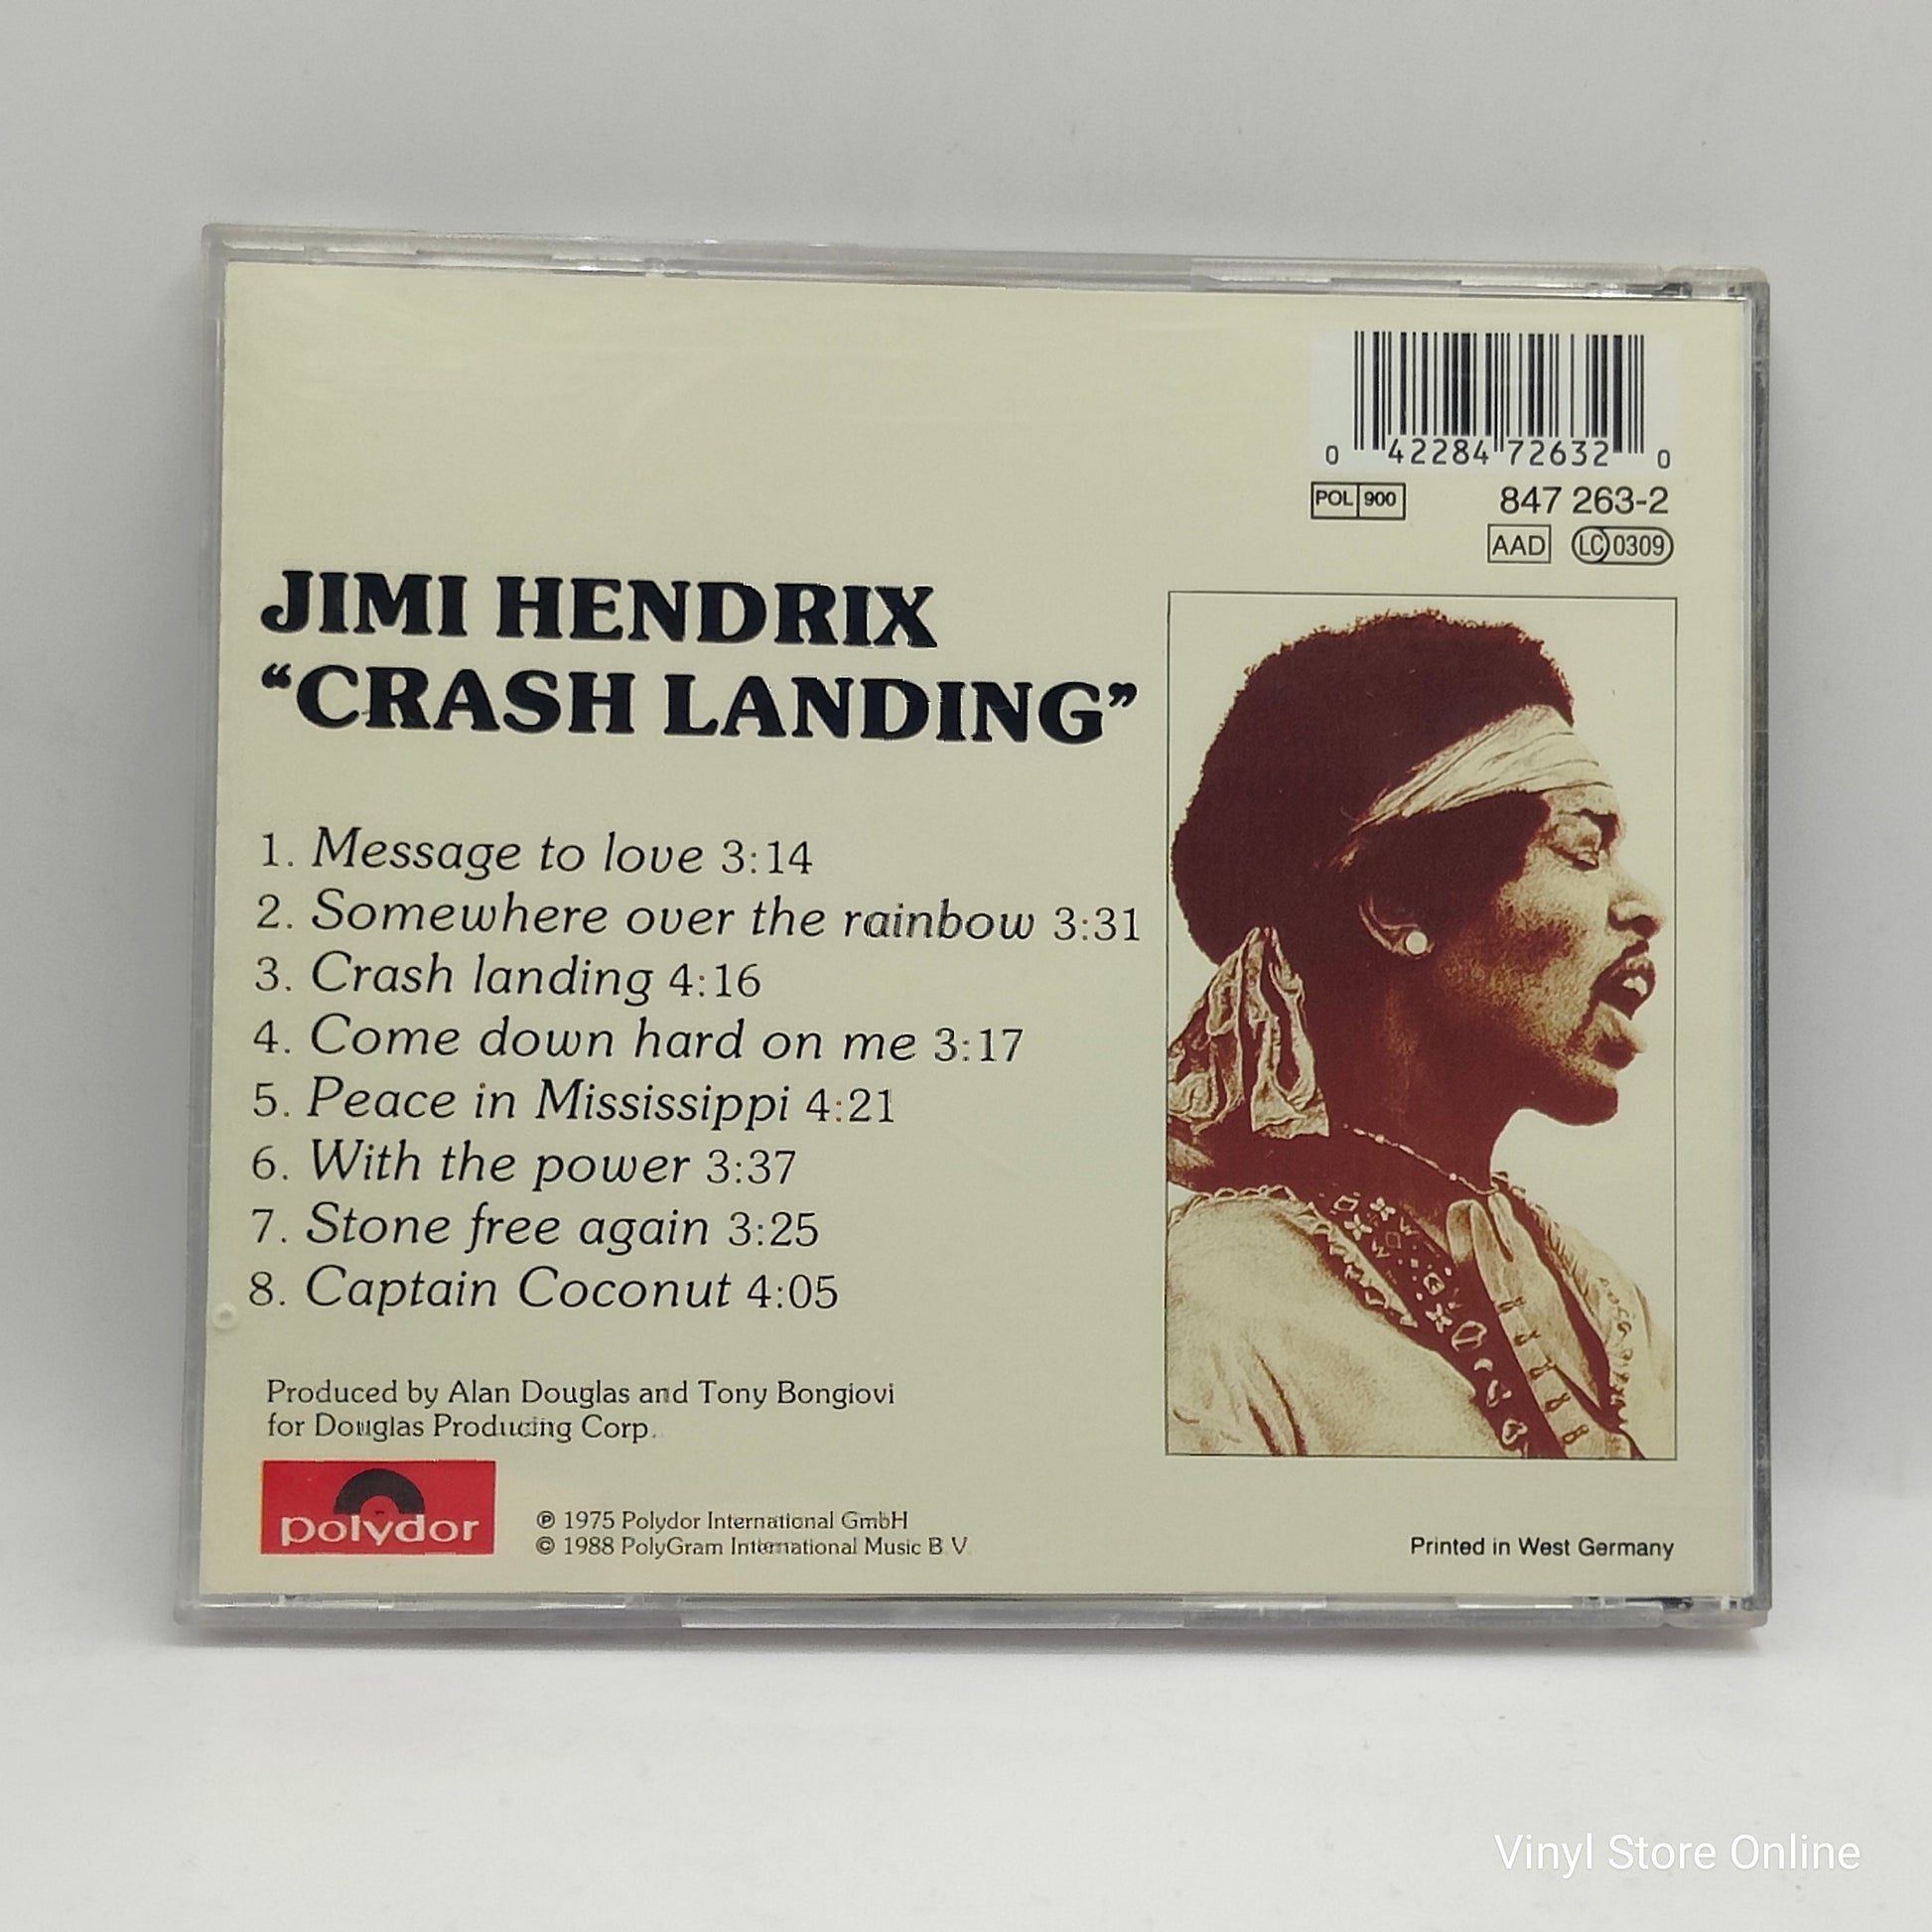 0 42284 72632 0
POL 900 847 263-2
AAD LC 0309
JIMI HENDRIX
“CRASH LANDING”
1. Message to love 3:14
2. Somewhere over the rainbow 3:31
3. Crash landing 4:16
4. Come down hard on me 3:17
5. Peace in Mississippi 4:21
6. With the power 3:37
7. Stone free again 3:25
8. Captain Coconut 4:05
Produced by Alan Douglas and Tony Bongiovi
for Douglas Producing Corp.
polydor
℗ 1975 Polydor International GmbH
© 1988 PolyGram International Music B.V.
Printed in West Germany
Vinyl Store Online